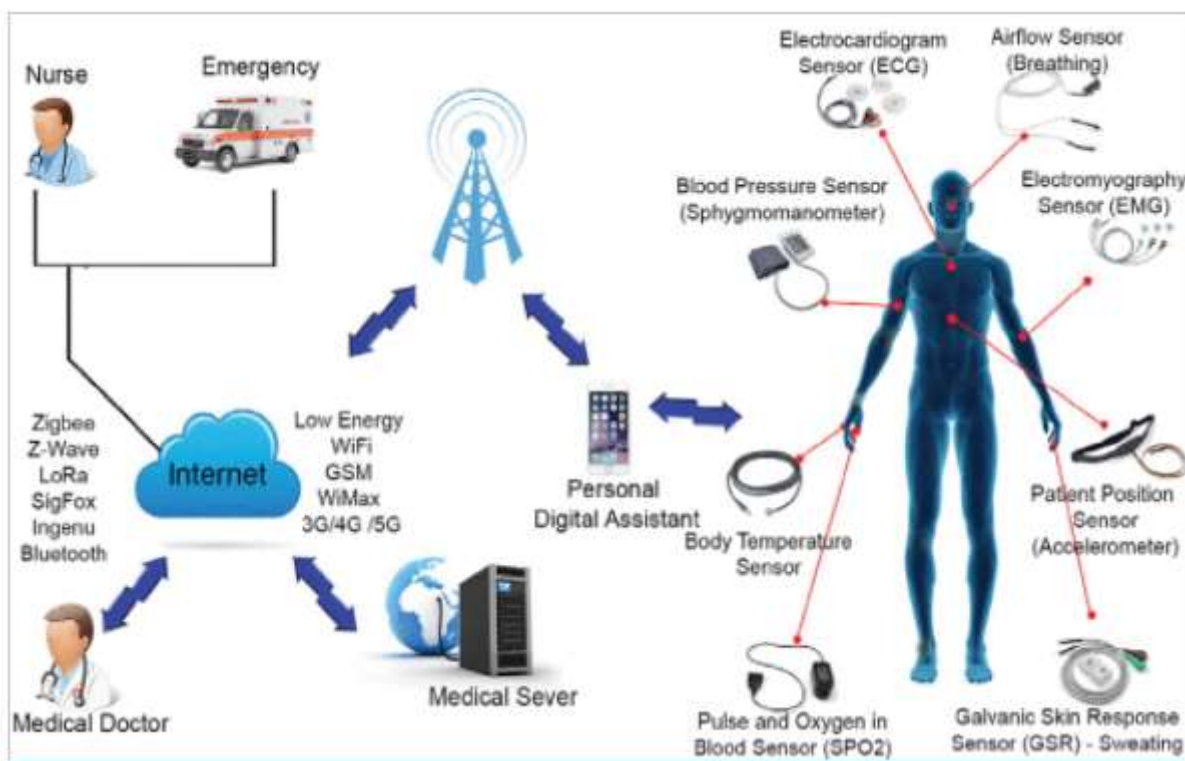 Nurse
Emergency
Electrocardiogram
Sensor (ECG)
Airflow Sensor
(Breathing)
Blood Pressure Sensor
(Sphygmomanometer)
Electromyography
Sensor (EMG)
Zigbee
Z-Wave
LoRa
SigFox
Ingenu
Bluetooth
Internet
Low Energy
WiFi
GSM
WiMax
3G/4G /5G
Personal
Digital Assistant
Body Temperature
Sensor
Patient Position
Sensor
(Accelerometer)
Medical Doctor
Medical Sever
Pulse and Oxygen in
Blood Sensor (SPO2)
Galvanic Skin Response
Sensor (GSR) - Sweating